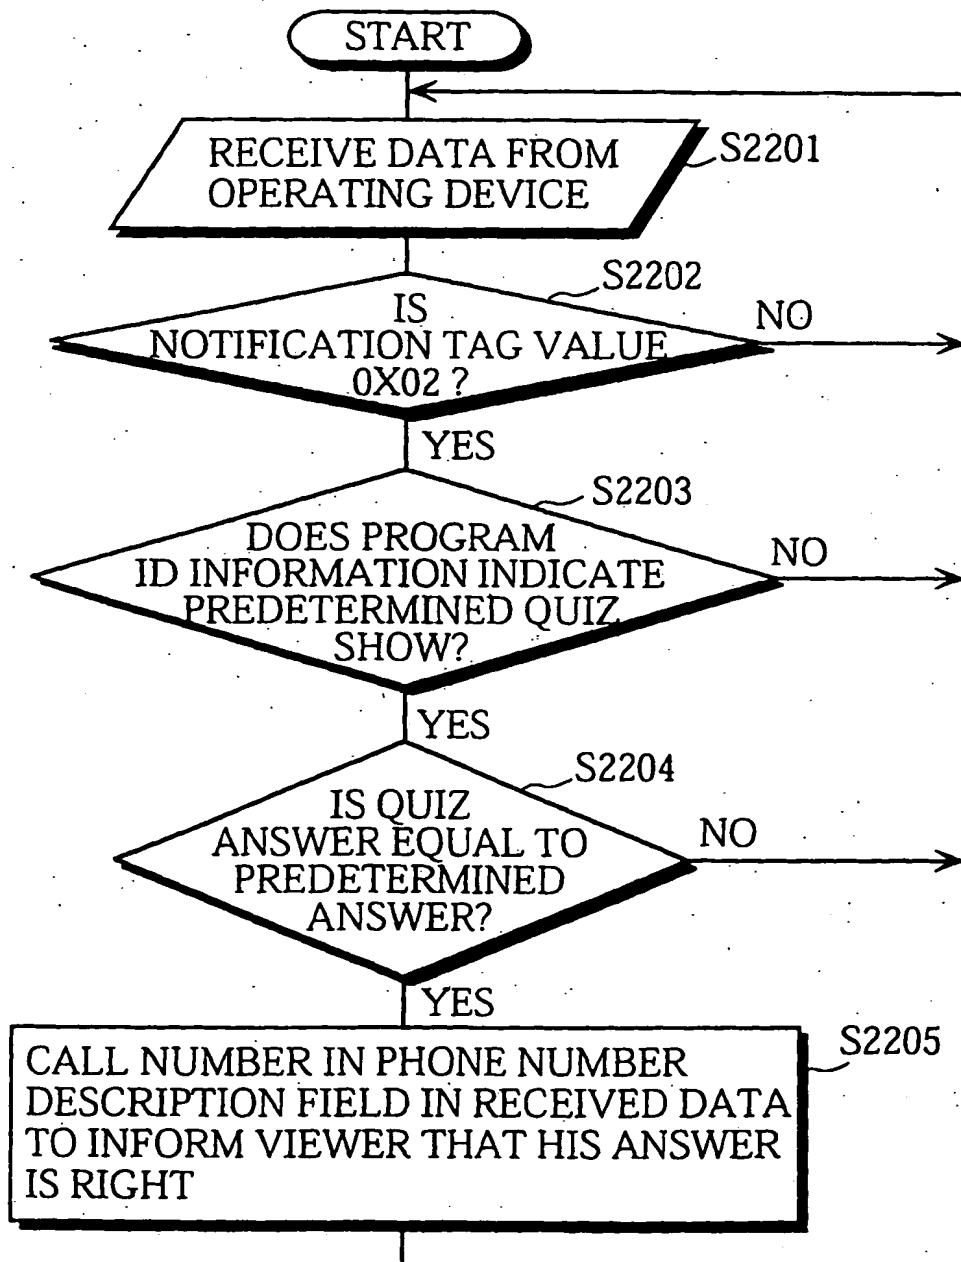 START
RECEIVE DATA FROM
OPERATING DEVICE
S2201
S2202
IS
NOTIFICATION TAG VALUE
0X02 ?
NO
YES
S2203
DOES PROGRAM
ID INFORMATION INDICATE
PREDETERMINED QUIZ
SHOW?
NO
YES
S2204
IS QUIZ
ANSWER EQUAL TO
PREDETERMINED
ANSWER?
NO
YES
S2205
CALL NUMBER IN PHONE NUMBER
DESCRIPTION FIELD IN RECEIVED DATA
TO INFORM VIEWER THAT HIS ANSWER
IS RIGHT